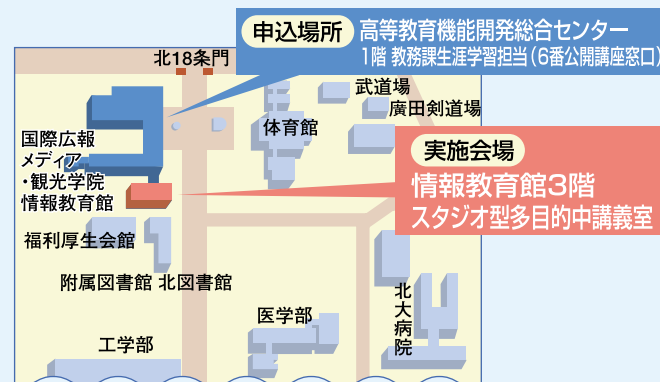 申込場所
高等教育機能開発総合センター
1階 教務課生涯学習担当(6番公開講座窓口)
北18条門
武道場
廣田剣道場
体育館
国際広報
メディア
・観光学院
情報教育館
実施会場
情報教育館3階
スタジオ型多目的中講義室
福利厚生会館
附属図書館 北図書館
北大病院
医学部
工学部